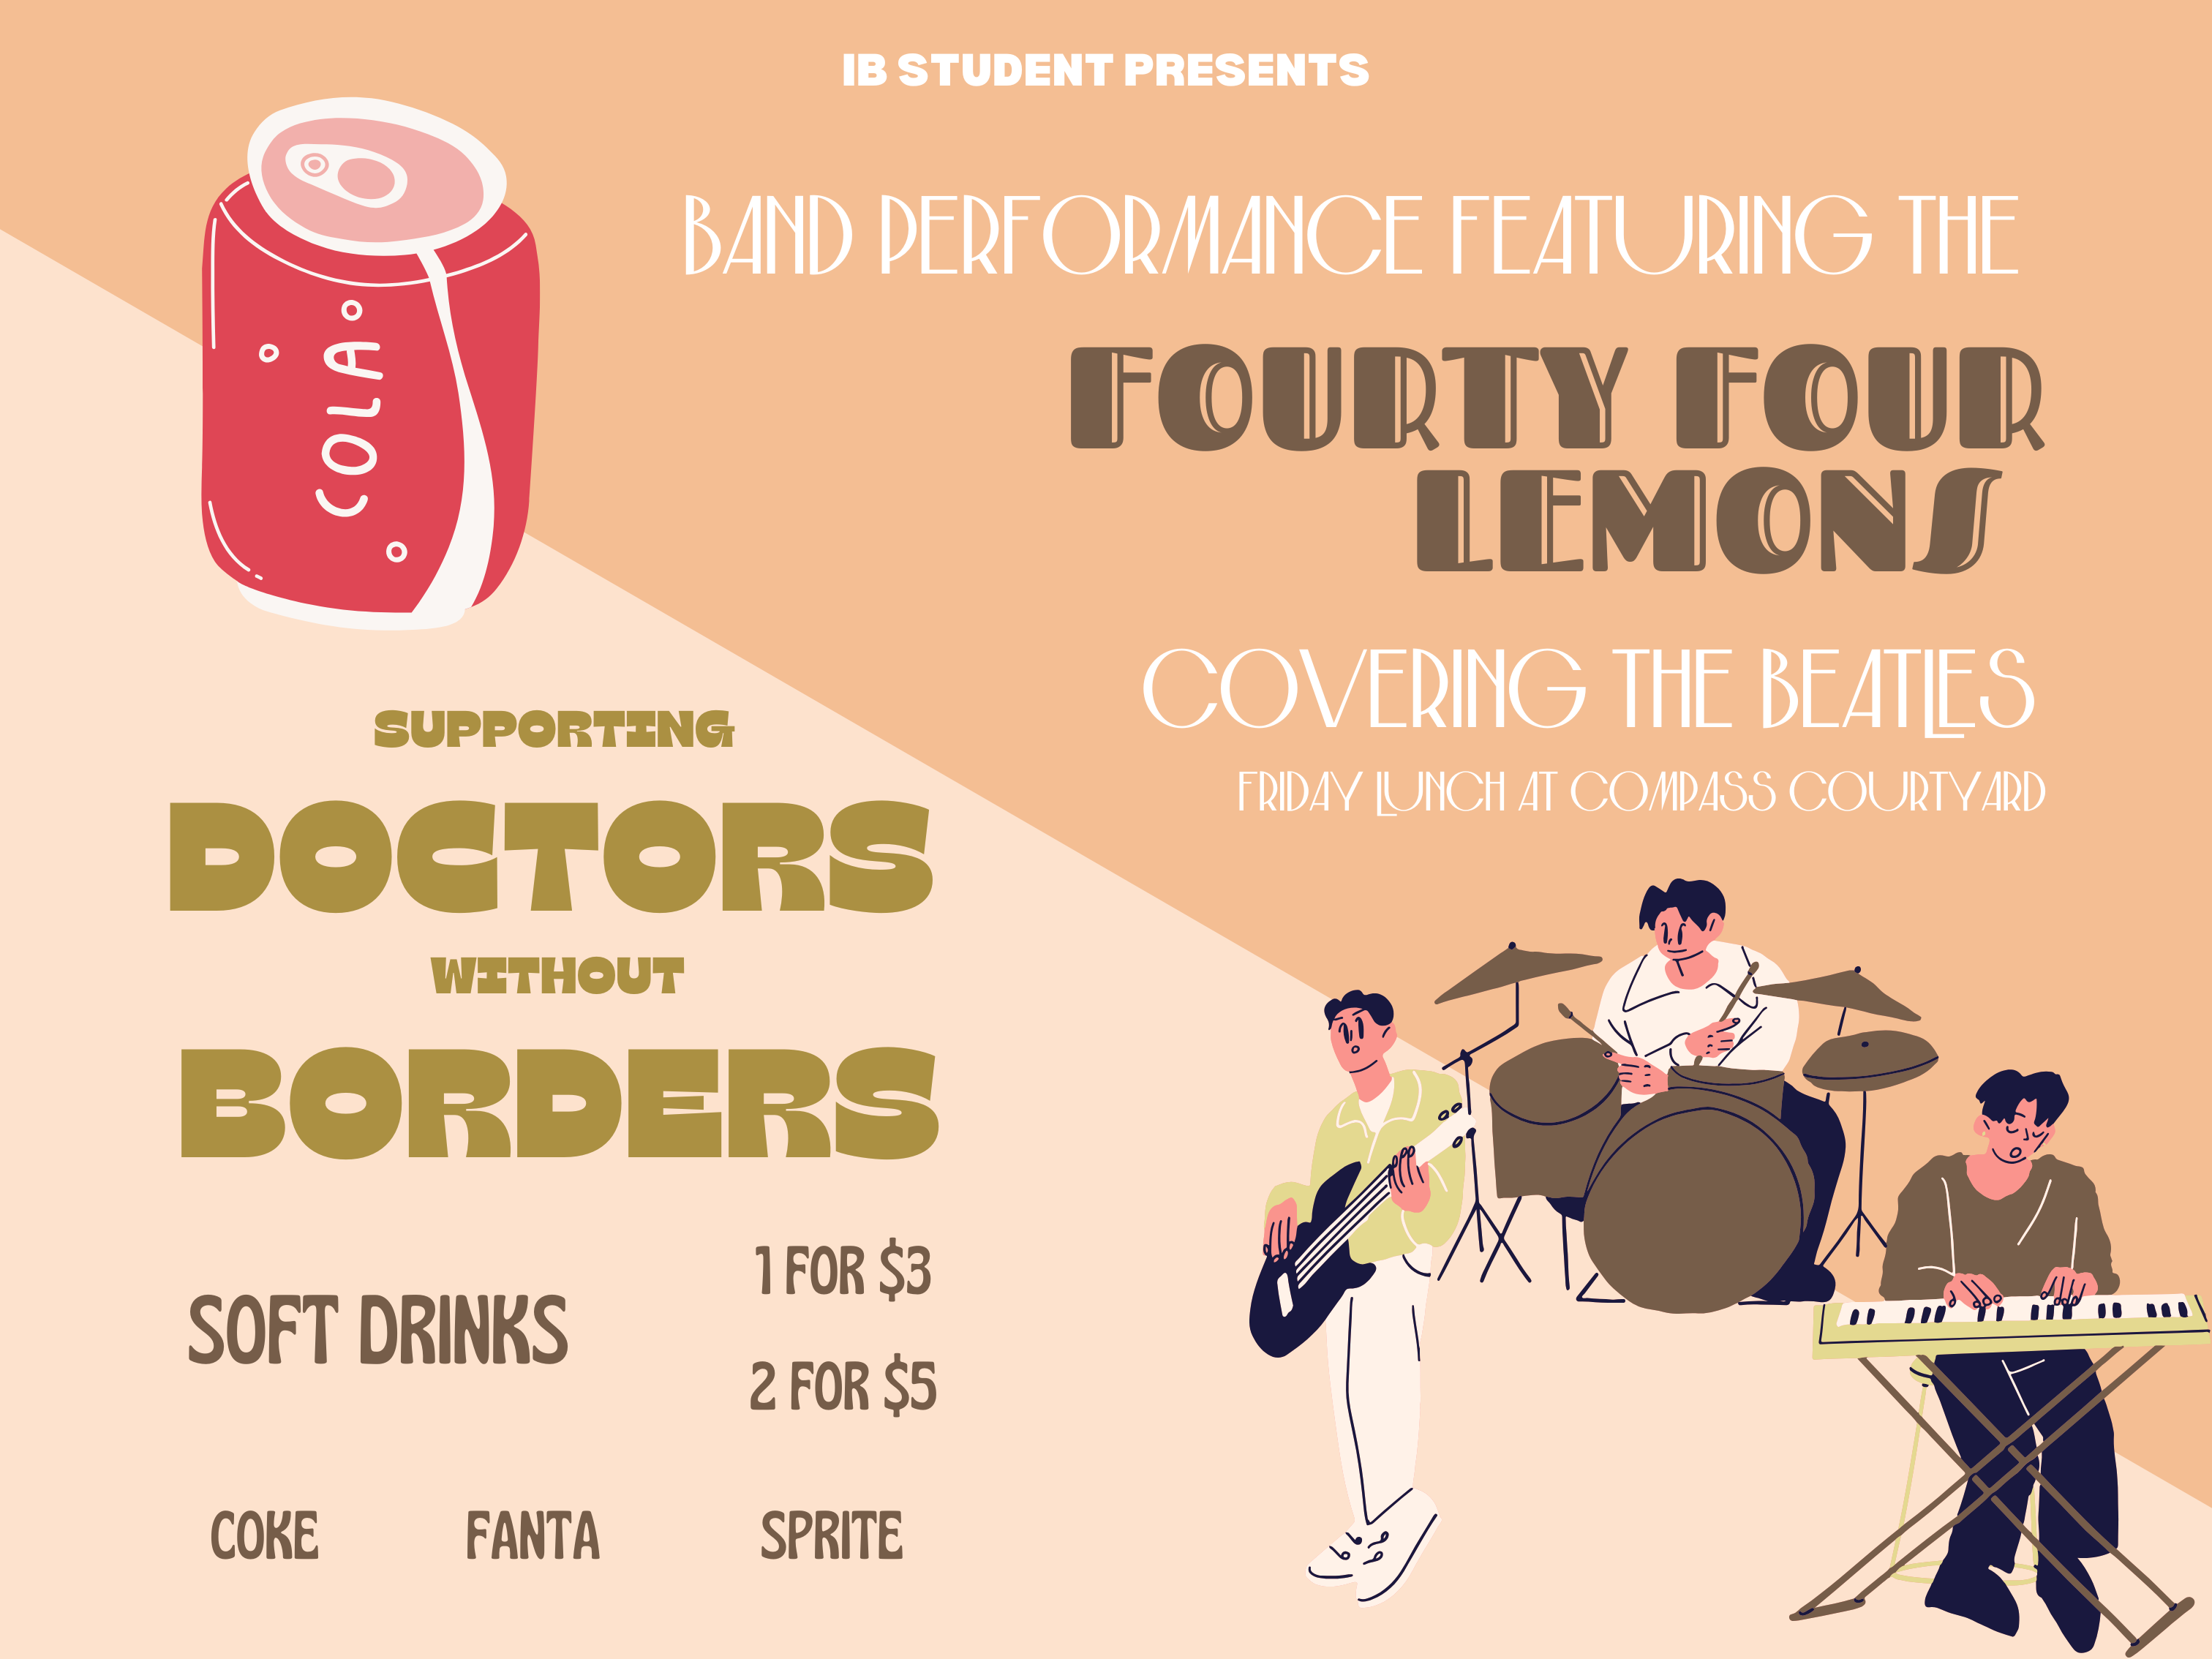 IB STUDENT PRESENTS
BAND PERFORMANCE FEATURING THE
FOURTY FOUR
LEMONS
COVERING THE BEATLES
FRIDAY LUNCH AT COMPASS COURTYARD
COLA
SUPPORTING
DOCTORS
WITHOUT
BORDERS
SOFT DRINKS
1 FOR $3
2 FOR $5
COKE FANTA SPRITE